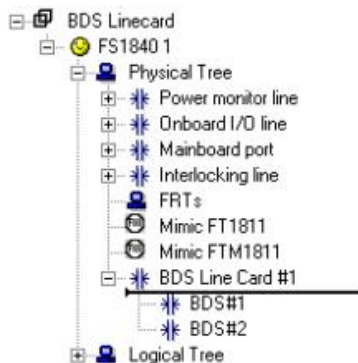 BDS Linecard
FS1840 1
Physical Tree
Power monitor line
Onboard I/O line
Mainboard port
Interlocking line
FRTs
Mimic FT1811
Mimic FTM1811
BDS Line Card #1
BDS#1
BDS#2
Logical Tree